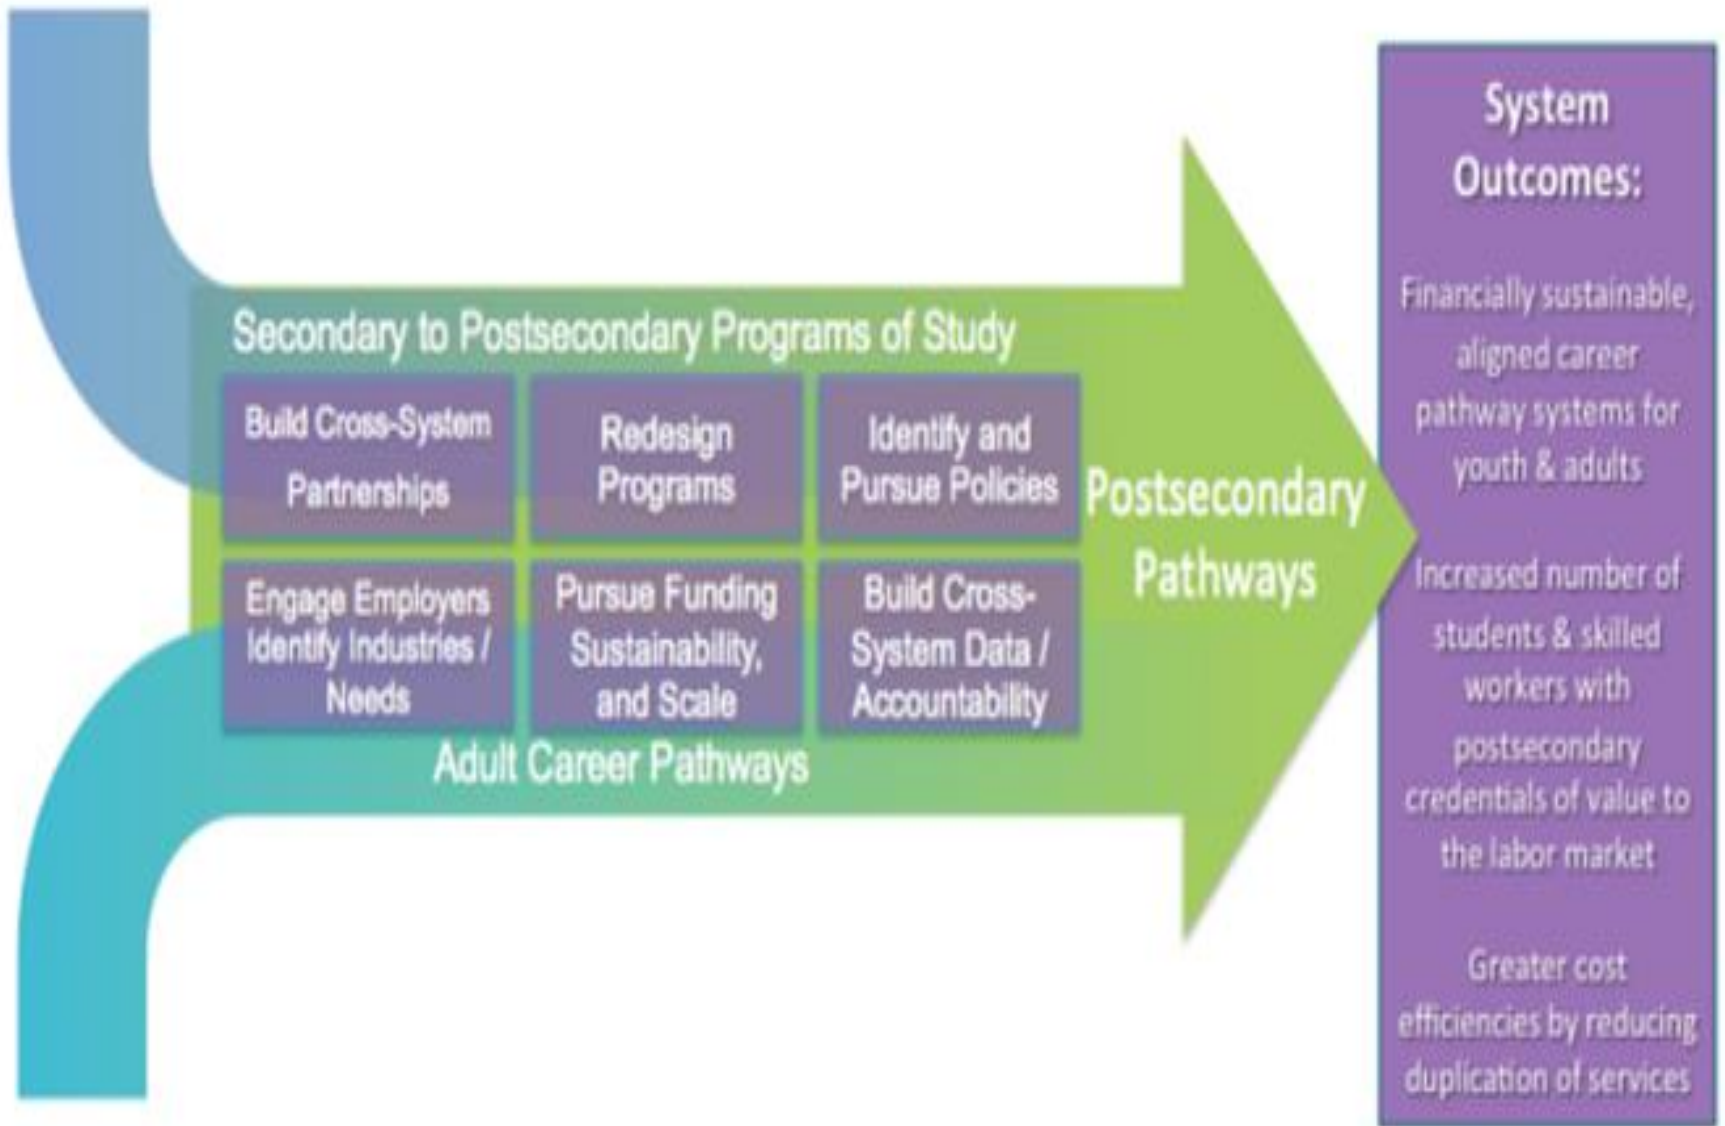 Secondary to Postsecondary Programs of Study
Build Cross-System
Partnerships
Redesign
Programs
Identify and
Pursue Policies
Engage Employers
Identify Industries /
Needs
Pursue Funding
Sustainability,
and Scale
Build Cross-
System Data /
Accountability
Adult Career Pathways
Postsecondary
Pathways
System
Outcomes:
Financially sustainable,
aligned career
pathway systems for
youth & adults
Increased number of
students & skilled
workers with
postsecondary
credentials of value to
the labor market
Greater cost
efficiencies by reducing
duplication of services